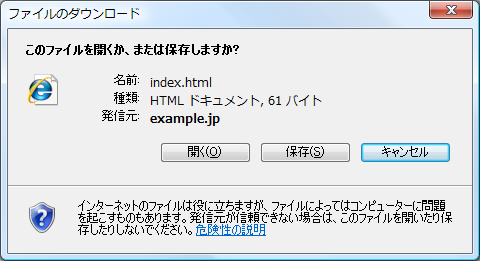 ファイルのダウンロード
このファイルを開くか、または保存しますか?
名前: index.html
種類: HTML ドキュメント, 61 バイト
発信元: example.jp
開く(O) 保存(S) キャンセル
インターネットのファイルは役に立ちますが、ファイルによってはコンピューターに問題
を起こすものもあります。発信元が信頼できない場合は、このファイルを開いたり保
存したりしないでください。危険性の説明